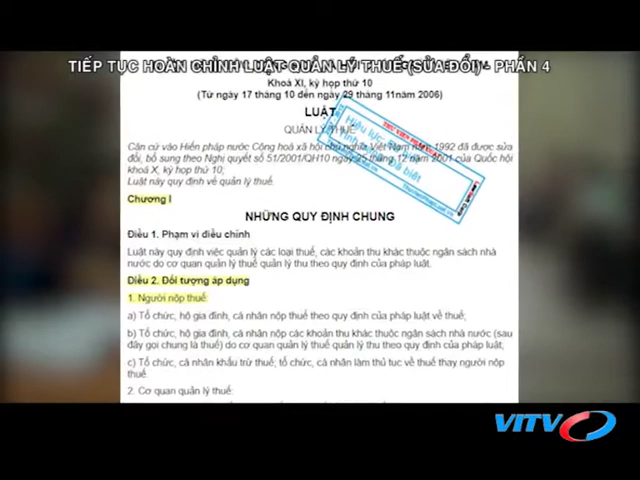 TIẾP TỤC HOÀN CHỈNH LUẬT QUẢN LÝ THUẾ (SỬA ĐỔI) - PHẦN 4
Khoá XI, kỳ họp thứ 10
(Từ ngày 17 tháng 10 đến ngày 29 tháng 11 năm 2006)
LUẬT
QUẢN LÝ THUẾ
Căn cứ vào Hiến pháp nước Cộng hoà xã hội chủ nghĩa Việt Nam năm 1992 đã được sửa
đổi, bổ sung theo Nghị quyết số 51/2001/QH10 ngày 25 tháng 12 năm 2001 của Quốc hội
khoá X, kỳ họp thứ 10;
Luật này quy định về quản lý thuế.
Hiệu lực:
Tình trạng: Đã biết
Chương I
NHỮNG QUY ĐỊNH CHUNG
Điều 1. Phạm vi điều chỉnh
Luật này quy định việc quản lý các loại thuế, các khoản thu khác thuộc ngân sách nhà
nước do cơ quan quản lý thuế quản lý thu theo quy định của pháp luật.
Điều 2. Đối tượng áp dụng
1. Người nộp thuế:
a) Tổ chức, hộ gia đình, cá nhân nộp thuế theo quy định của pháp luật về thuế;
b) Tổ chức, hộ gia đình, cá nhân nộp các khoản thu khác thuộc ngân sách nhà nước (sau
đây gọi chung là thuế) do cơ quan quản lý thuế quản lý thu theo quy định của pháp luật;
c) Tổ chức, cá nhân khấu trừ thuế; tổ chức, cá nhân làm thủ tục về thuế thay người nộp
thuế.
2. Cơ quan quản lý thuế:
VITV